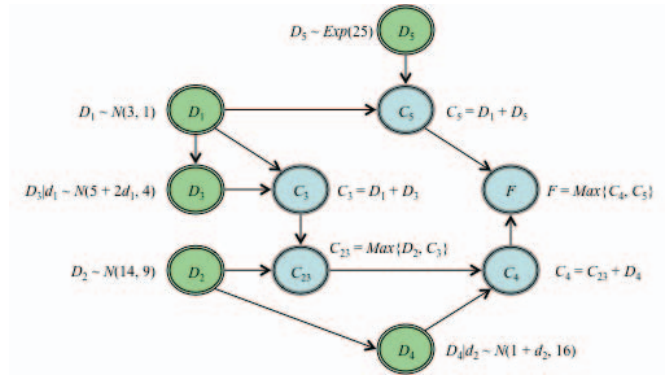 D₅ ~ Exp(25) D₅
D₁ ~ N(3, 1) D₁ C₅ C₅ = D₁ + D₅
D₃|d₁ ~ N(5 + 2d₁, 4) D₃ C₃ C₃ = D₁ + D₃ F F = Max{C₄, C₅}
C₂₃ = Max{D₂, C₃}
D₂ ~ N(14, 9) D₂ C₂₃ C₄ C₄ = C₂₃ + D₄
D₄ D₄|d₂ ~ N(1 + d₂, 16)